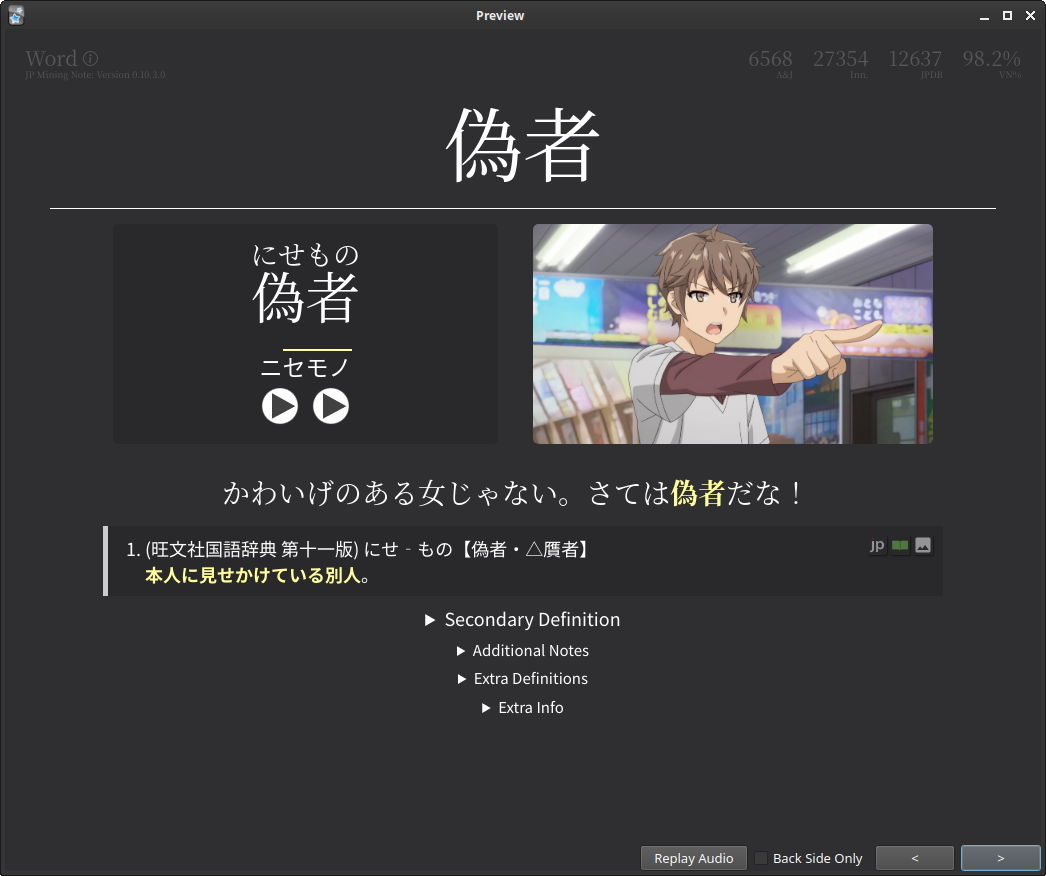 Preview
Word ⓘ
JP Mining Note: Version 0.10.3.0
6568 27354 12637 98.2%
A&J Inn. JPDB VN%
偽者
にせもの
偽者
ニセモノ
かわいげのある女じゃない。さては偽者だな！
1. (旺文社国語辞典 第十一版) にせ‐もの【偽者・△贋者】
JP
本人に見せかけている別人。
▶ Secondary Definition
▶ Additional Notes
▶ Extra Definitions
▶ Extra Info
Replay Audio Back Side Only < >